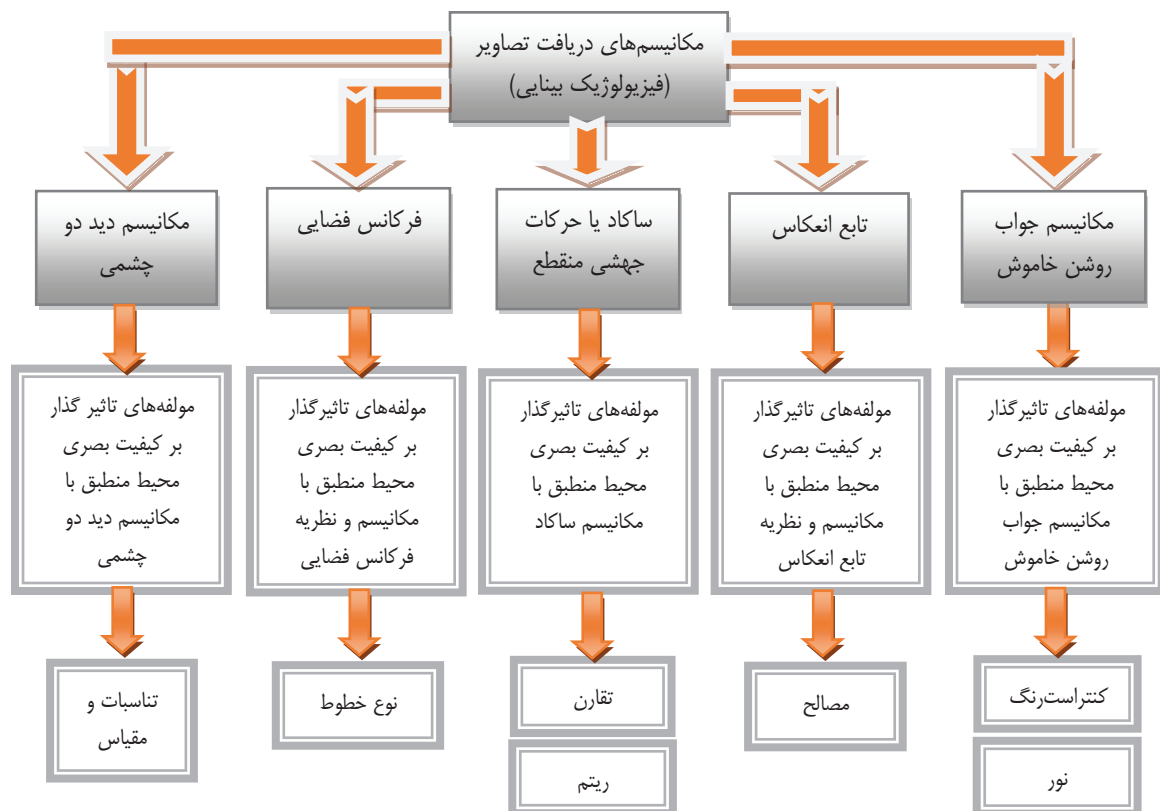 مکانیسم‌های دریافت تصاویر
(فیزیولوژیک بینایی)
مکانیسم جواب
روشن خاموش
تابع انعکاس
ساکاد یا حرکات
جهشی منقطع
فرکانس فضایی
مکانیسم دید دو
چشمی
مولفه‌های تاثیرگذار
بر کیفیت بصری
محیط منطبق با
مکانیسم جواب
روشن خاموش
مولفه‌های تاثیرگذار
بر کیفیت بصری
محیط منطبق با
مکانیسم و نظریه
تابع انعکاس
مولفه‌های تاثیرگذار
بر کیفیت بصری
محیط منطبق با
مکانیسم ساکاد
مولفه‌های تاثیرگذار
بر کیفیت بصری
محیط منطبق با
مکانیسم و نظریه
فرکانس فضایی
مولفه‌های تاثیر گذار
بر کیفیت بصری
محیط منطبق با
مکانیسم دید دو
چشمی
کنتراست‌رنگ
نور
مصالح
تقارن
ریتم
نوع خطوط
تناسبات و
مقیاس